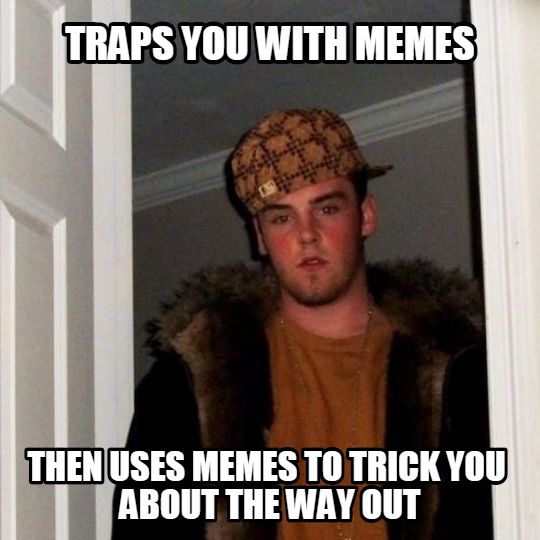 TRAPS YOU WITH MEMES
THEN USES MEMES TO TRICK YOU
ABOUT THE WAY OUT